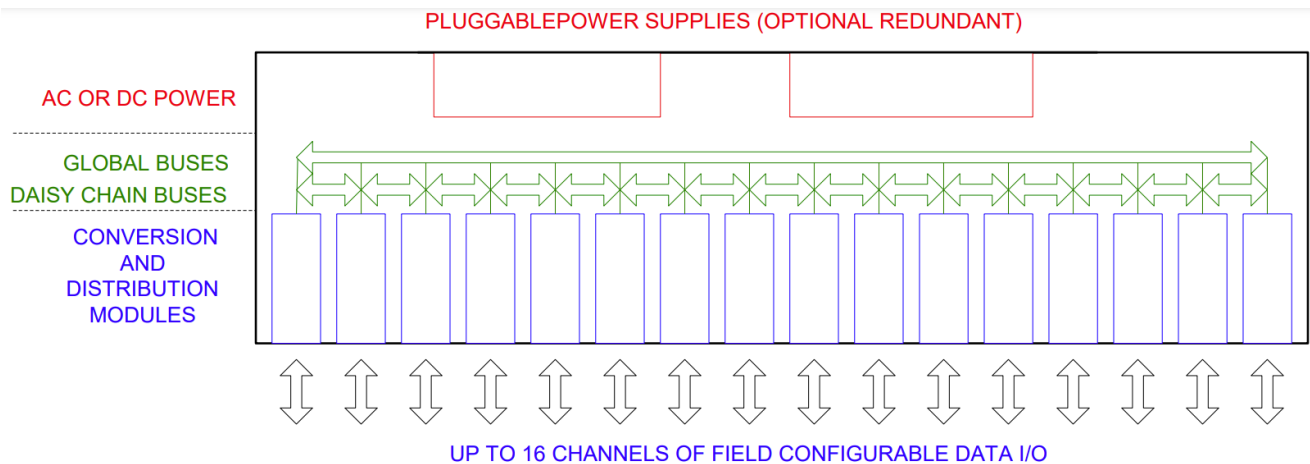 PLUGGABLEPOWER SUPPLIES (OPTIONAL REDUNDANT)
AC OR DC POWER
GLOBAL BUSES
DAISY CHAIN BUSES
CONVERSION
AND
DISTRIBUTION
MODULES
UP TO 16 CHANNELS OF FIELD CONFIGURABLE DATA I/O